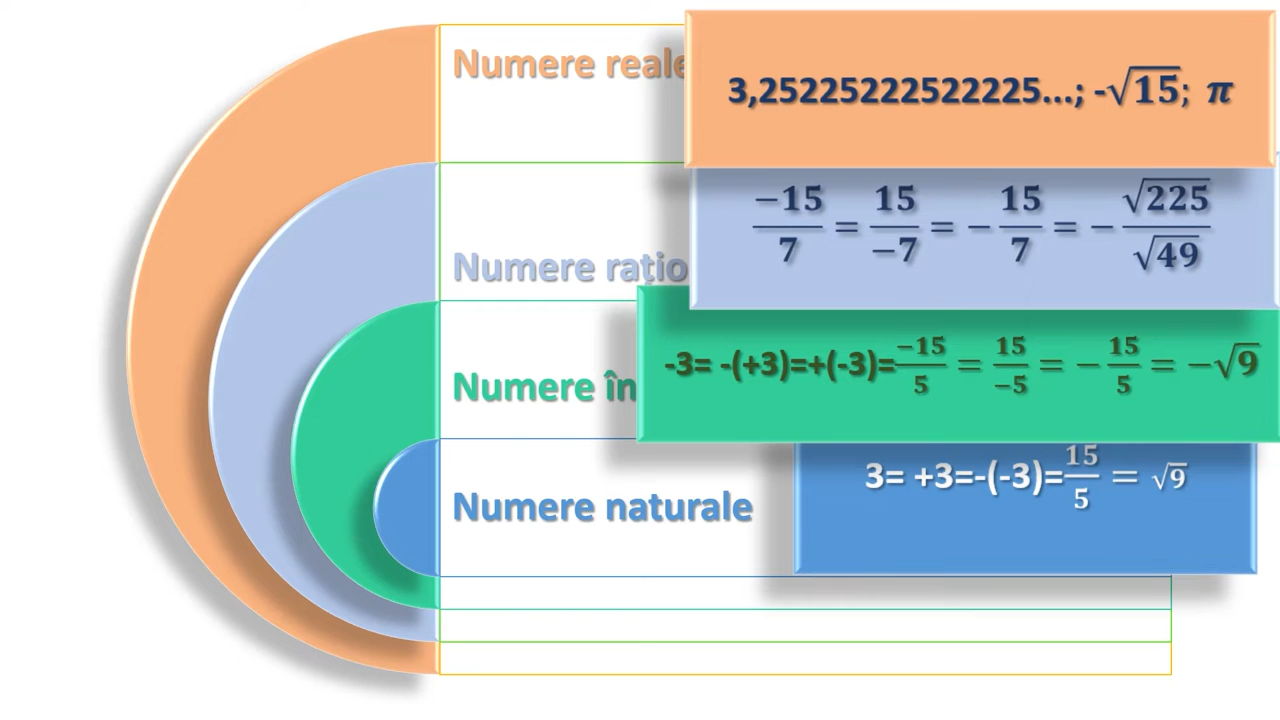 Numere reale
3,25225222522225...; -√15; π
Numere rațio
−15/7 = 15/−7 = −15/7 = −√225/√49
Numere în
-3= -(+3)=+(-3)=−15/5 = 15/−5 = −15/5 = −√9
Numere naturale
3= +3=-(-3)=15/5 = √9